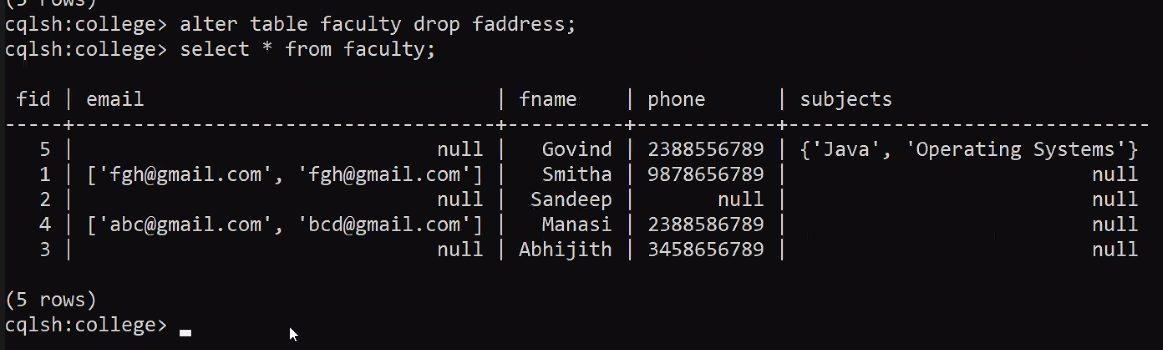 (5 rows)
cqlsh:college> alter table faculty drop faddress;
cqlsh:college> select * from faculty;
 fid | email                              | fname    | phone      | subjects
-----+------------------------------------+----------+------------+-------------------------------
   5 |                               null |   Govind | 2388556789 | {'Java', 'Operating Systems'}
   1 | ['fgh@gmail.com', 'fgh@gmail.com'] |   Smitha | 9878656789 |                          null
   2 |                               null |  Sandeep |       null |                          null
   4 | ['abc@gmail.com', 'bcd@gmail.com'] |   Manasi | 2388586789 |                          null
   3 |                               null | Abhijith | 3458656789 |                          null
(5 rows)
cqlsh:college>